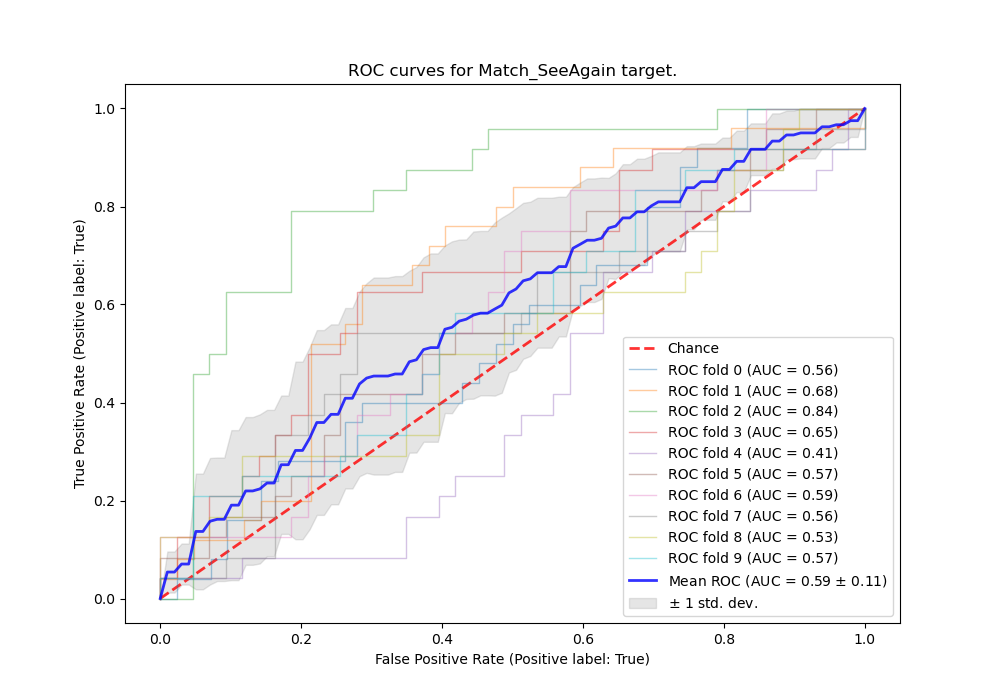 ROC curves for Match_SeeAgain target.
True Positive Rate (Positive label: True)
1.0
0.8
0.6
0.4
0.2
0.0
Chance
ROC fold 0 (AUC = 0.56)
ROC fold 1 (AUC = 0.68)
ROC fold 2 (AUC = 0.84)
ROC fold 3 (AUC = 0.65)
ROC fold 4 (AUC = 0.41)
ROC fold 5 (AUC = 0.57)
ROC fold 6 (AUC = 0.59)
ROC fold 7 (AUC = 0.56)
ROC fold 8 (AUC = 0.53)
ROC fold 9 (AUC = 0.57)
Mean ROC (AUC = 0.59 ± 0.11)
± 1 std. dev.
0.0 0.2 0.4 0.6 0.8 1.0
False Positive Rate (Positive label: True)